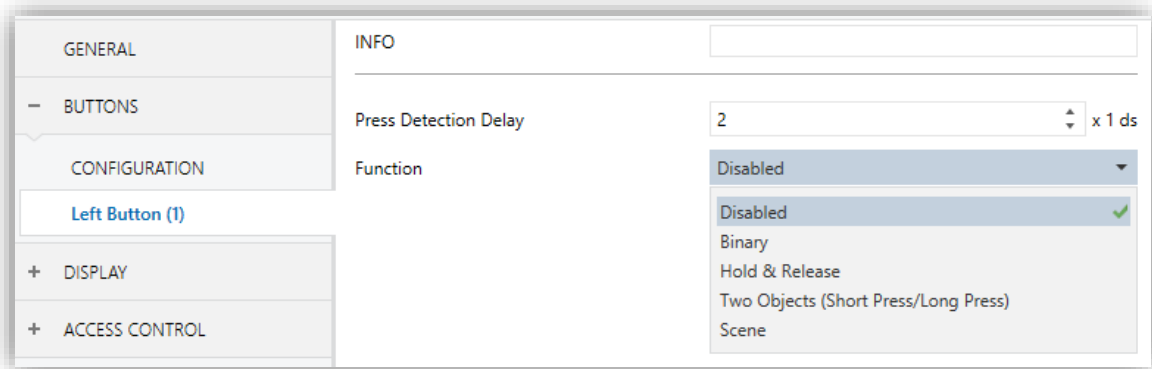 GENERAL
BUTTONS
CONFIGURATION
Left Button (1)
DISPLAY
ACCESS CONTROL
INFO
Press Detection Delay 2 x 1 ds
Function Disabled
Disabled
Binary
Hold & Release
Two Objects (Short Press/Long Press)
Scene